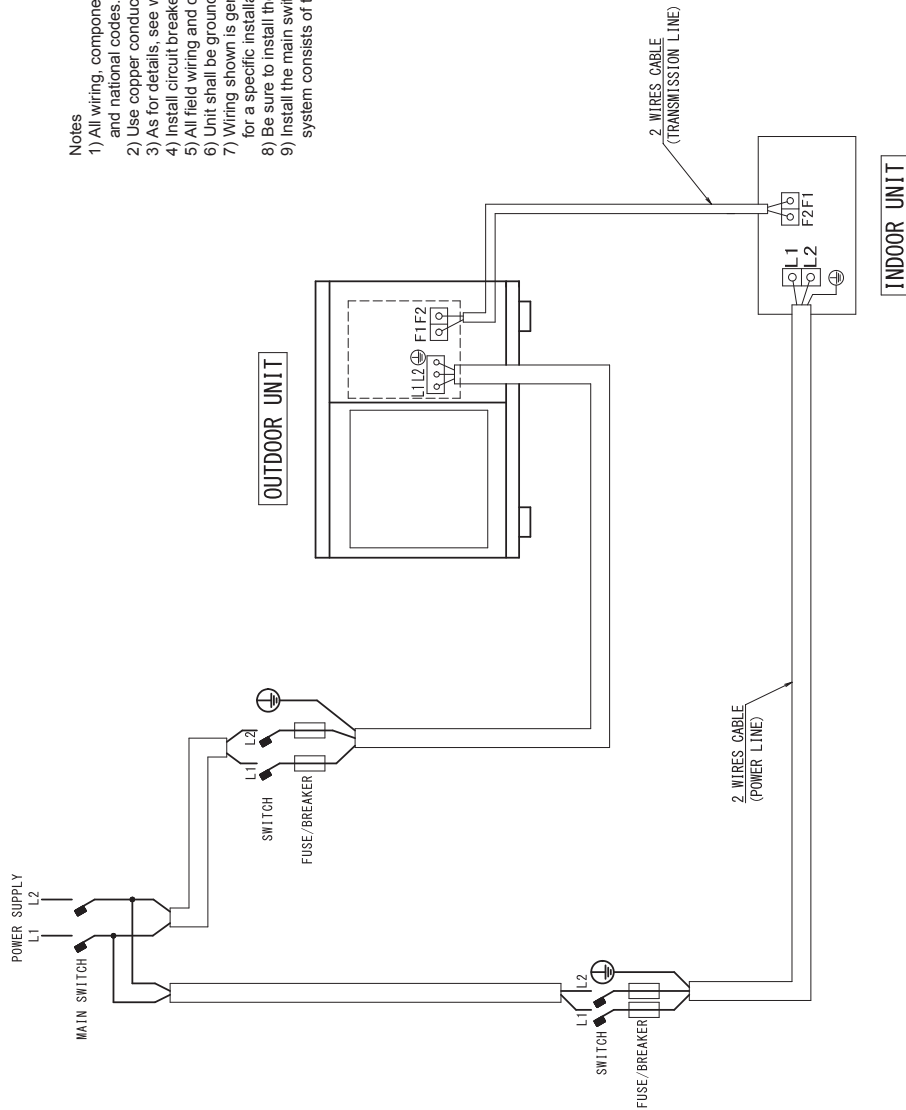 Notes
1) All wiring, compone
and national codes.
2) Use copper conduc
3) As for details, see w
4) Install circuit breake
5) All field wiring and c
6) Unit shall be ground
7) Wiring shown is gen
for a specific installa
8) Be sure to install the
9) Install the main swit
system consists of t
POWER SUPPLY
L1 L2
MAIN SWITCH
L1 L2
SWITCH
FUSE/BREAKER
L1 L2
SWITCH
FUSE/BREAKER
OUTDOOR UNIT
L1 L2
F1 F2
2 WIRES CABLE
(TRANSMISSION LINE)
2 WIRES CABLE
(POWER LINE)
L1
L2
F2 F1
INDOOR UNIT